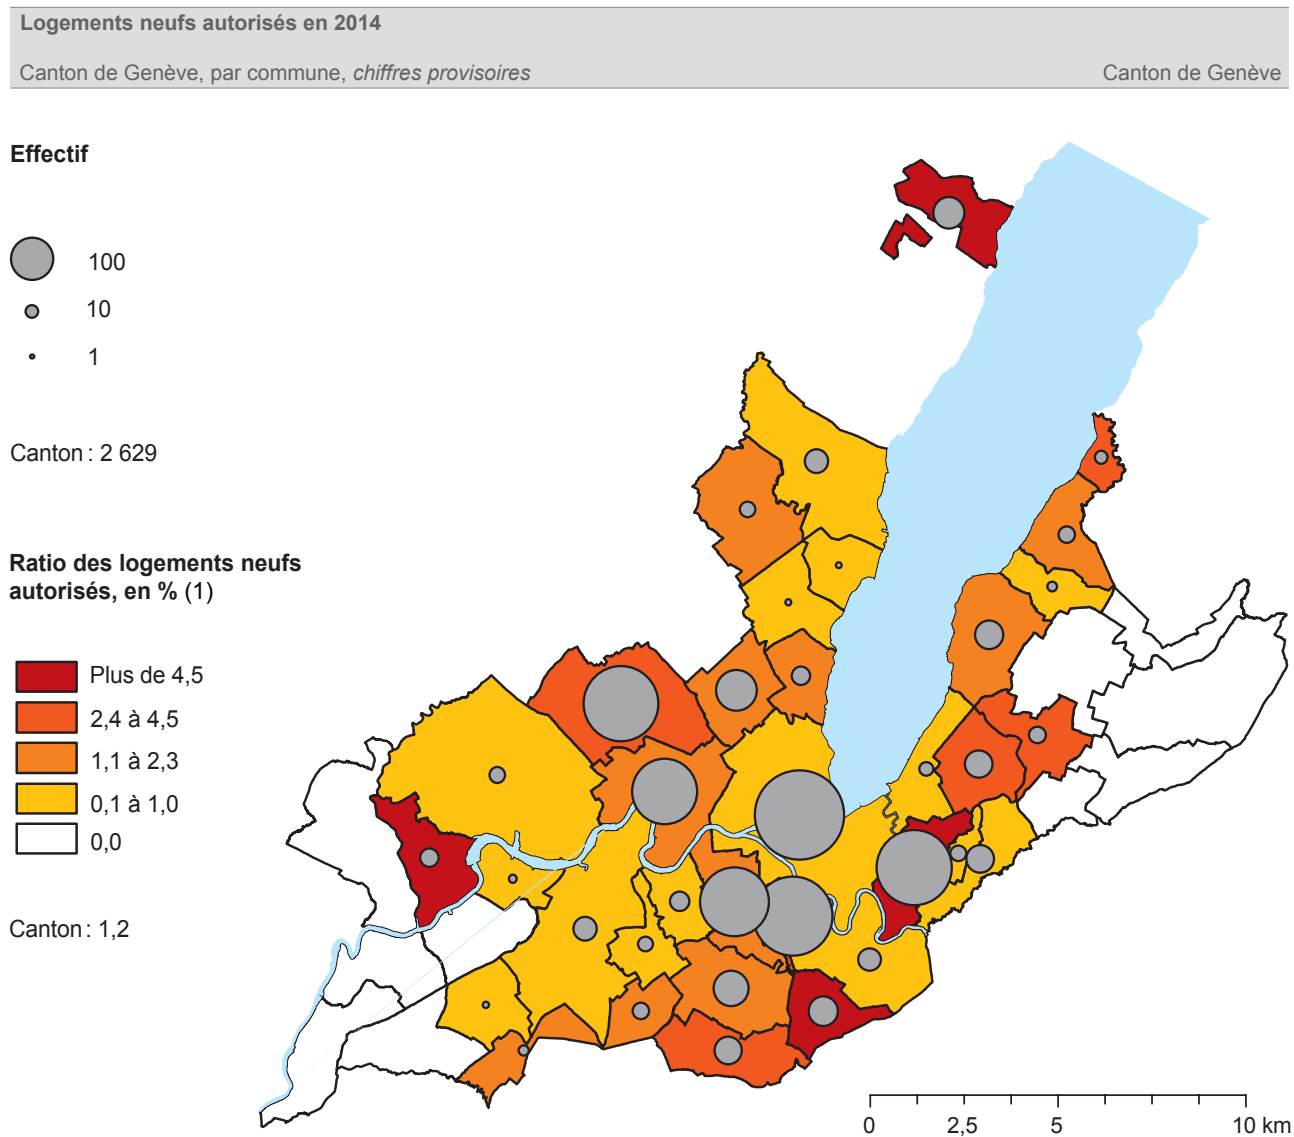 Logements neufs autorisés en 2014
Canton de Genève, par commune, chiffres provisoires
Canton de Genève
Effectif
100
10
1
Canton : 2 629
Ratio des logements neufs
autorisés, en % (1)
Plus de 4,5
2,4 à 4,5
1,1 à 2,3
0,1 à 1,0
0,0
Canton : 1,2
0 2,5 5 10 km